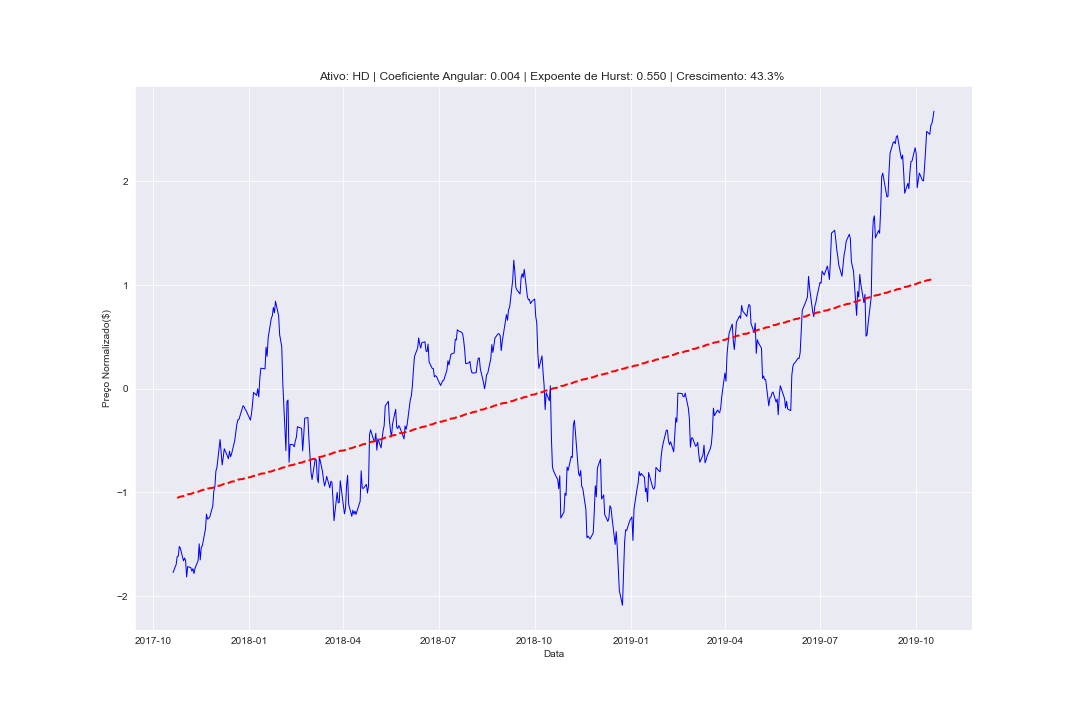 Ativo: HD | Coeficiente Angular: 0.004 | Expoente de Hurst: 0.550 | Crescimento: 43.3%
Preço Normalizado($)
2
1
0
−1
−2
2017-10 2018-01 2018-04 2018-07 2018-10 2019-01 2019-04 2019-07 2019-10
Data